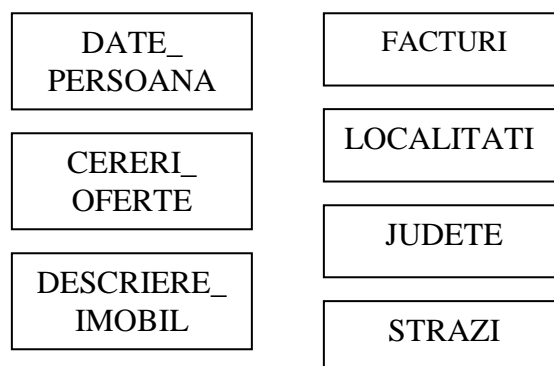 DATE_
PERSOANA
CERERI_
OFERTE
DESCRIERE_
IMOBIL
FACTURI
LOCALITATI
JUDETE
STRAZI